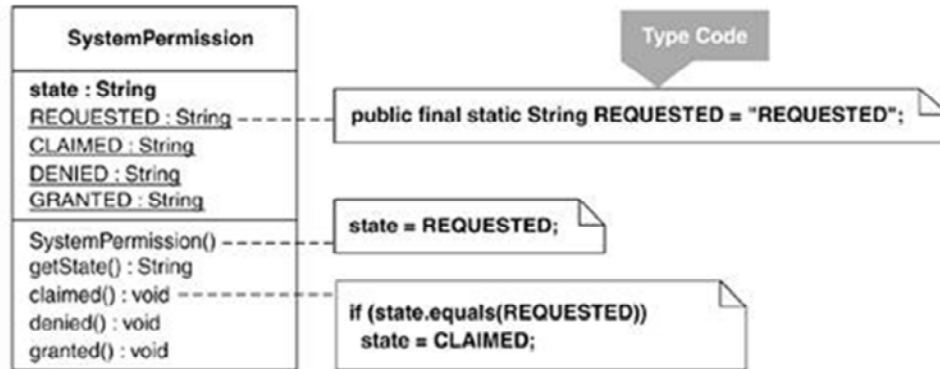 SystemPermission
state : String
REQUESTED : String
CLAIMED : String
DENIED : String
GRANTED : String
SystemPermission()
getState() : String
claimed() : void
denied() : void
granted() : void
Type Code
public final static String REQUESTED = "REQUESTED";
state = REQUESTED;
if (state.equals(REQUESTED))
state = CLAIMED;